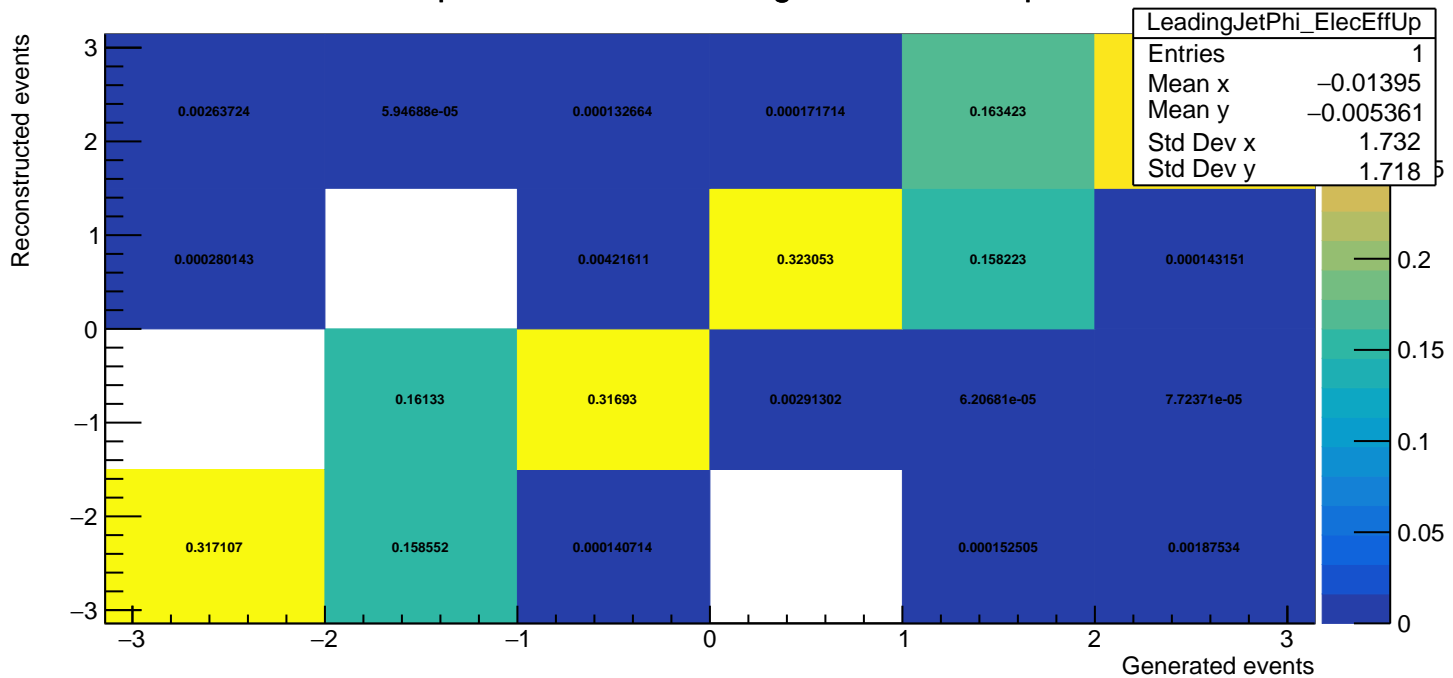 LeadingJetPhi_ElecEffUp
Entries 1
Mean x −0.01395
Mean y −0.005361
Std Dev x 1.732
Std Dev y 1.718
Reconstructed events
3
2
1
0
−1
−2
−3
0.00263724 5.94688e-05 0.000132664 0.000171714 0.163423
0.000280143 0.00421611 0.323053 0.158223 0.000143151
0.16133 0.31693 0.00291302 6.20681e-05 7.72371e-05
0.317107 0.158552 0.000140714 0.000152505 0.00187534
0.2
0.15
0.1
0.05
0
−3 −2 −1 0 1 2 3
Generated events